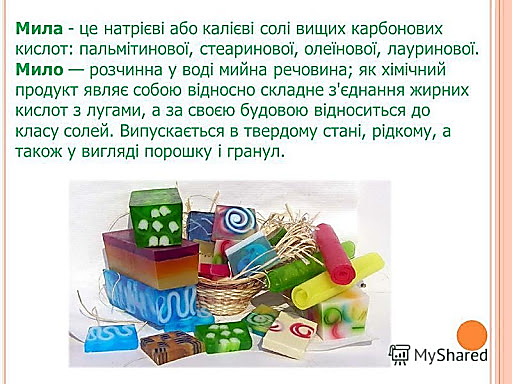 Мила - це натрієві або калієві солі вищих карбонових
кислот: пальмітинової, стеаринової, олеїнової, лауринової.
Мило — розчинна у воді мийна речовина; як хімічний
продукт являє собою відносно складне з'єднання жирних
кислот з лугами, а за своєю будовою відноситься до
класу солей. Випускається в твердому стані, рідкому, а
також у вигляді порошку і гранул.
MyShared